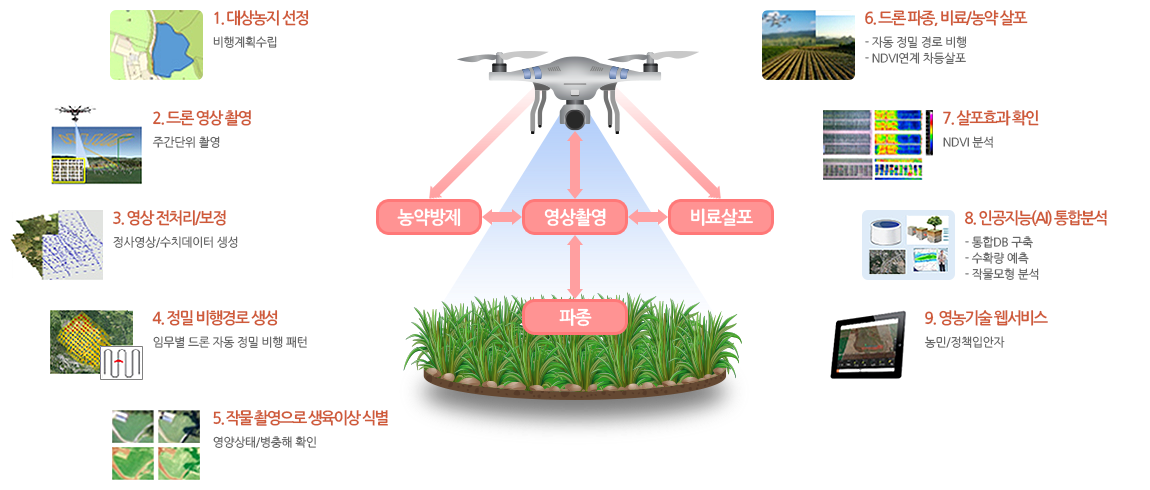 1. 대상농지 선정
비행계획수립
2. 드론 영상 촬영
주간단위 촬영
3. 영상 전처리/보정
정사영상/수치데이터 생성
4. 정밀 비행경로 생성
임무별 드론 자동 정밀 비행 패턴
5. 작물 촬영으로 생육이상 식별
영양상태/병충해 확인
농약방제
영상촬영
비료살포
파종
6. 드론 파종, 비료/농약 살포
- 자동 정밀 경로 비행
- NDVI연계 차등살포
7. 살포효과 확인
NDVI 분석
8. 인공지능(AI) 통합분석
- 통합DB 구축
- 수확량 예측
- 작물모형 분석
9. 영농기술 웹서비스
농민/정책입안자